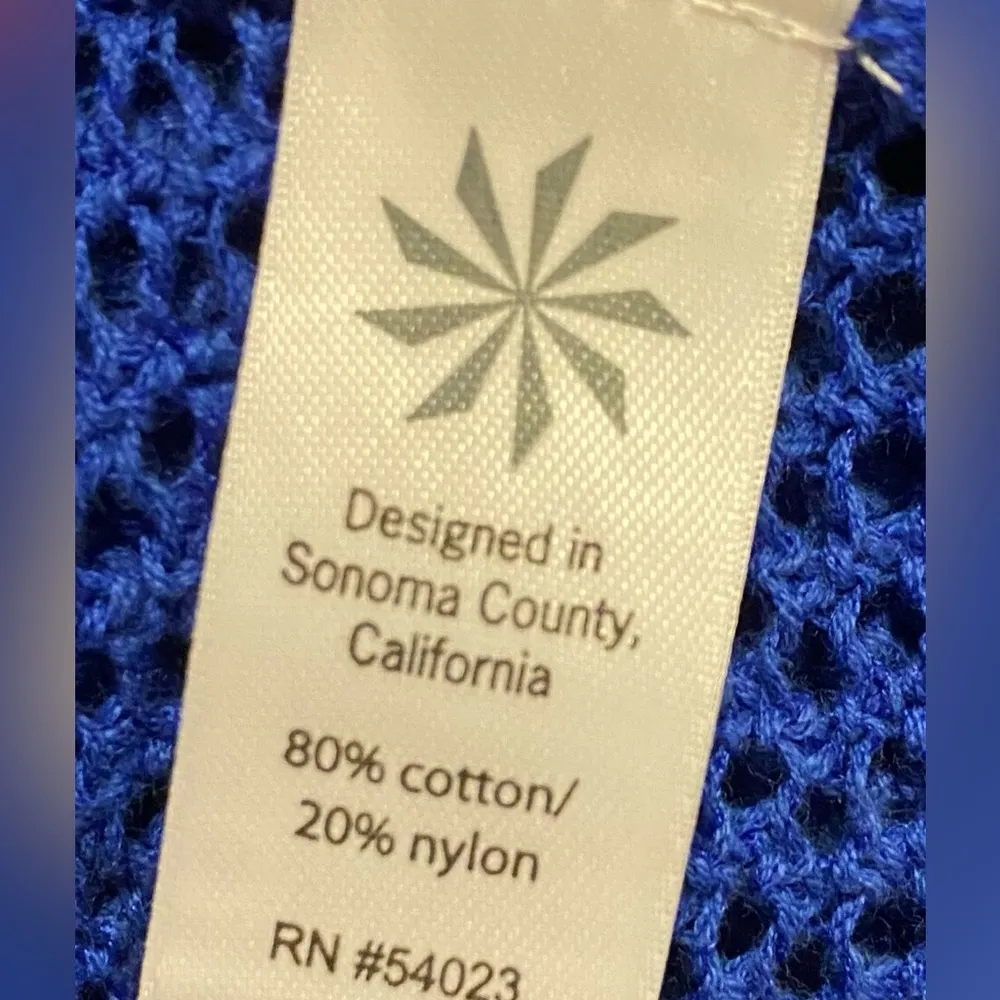 Designed in
Sonoma County,
California
80% cotton/
20% nylon
RN #54023